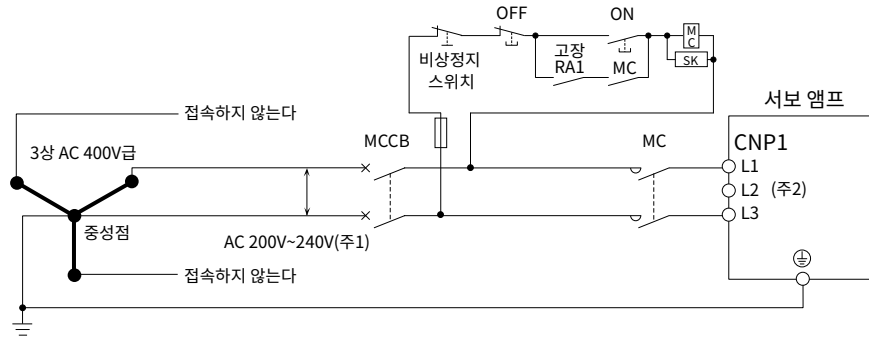 OFF
ON
비상정지
스위치
고장
RA1
MC
M
C
SK
서보 앰프
접속하지 않는다
3상 AC 400V급
MCCB
MC
CNP1
L1
L2 (주2)
L3
중성점
AC 200V~240V(주1)
접속하지 않는다